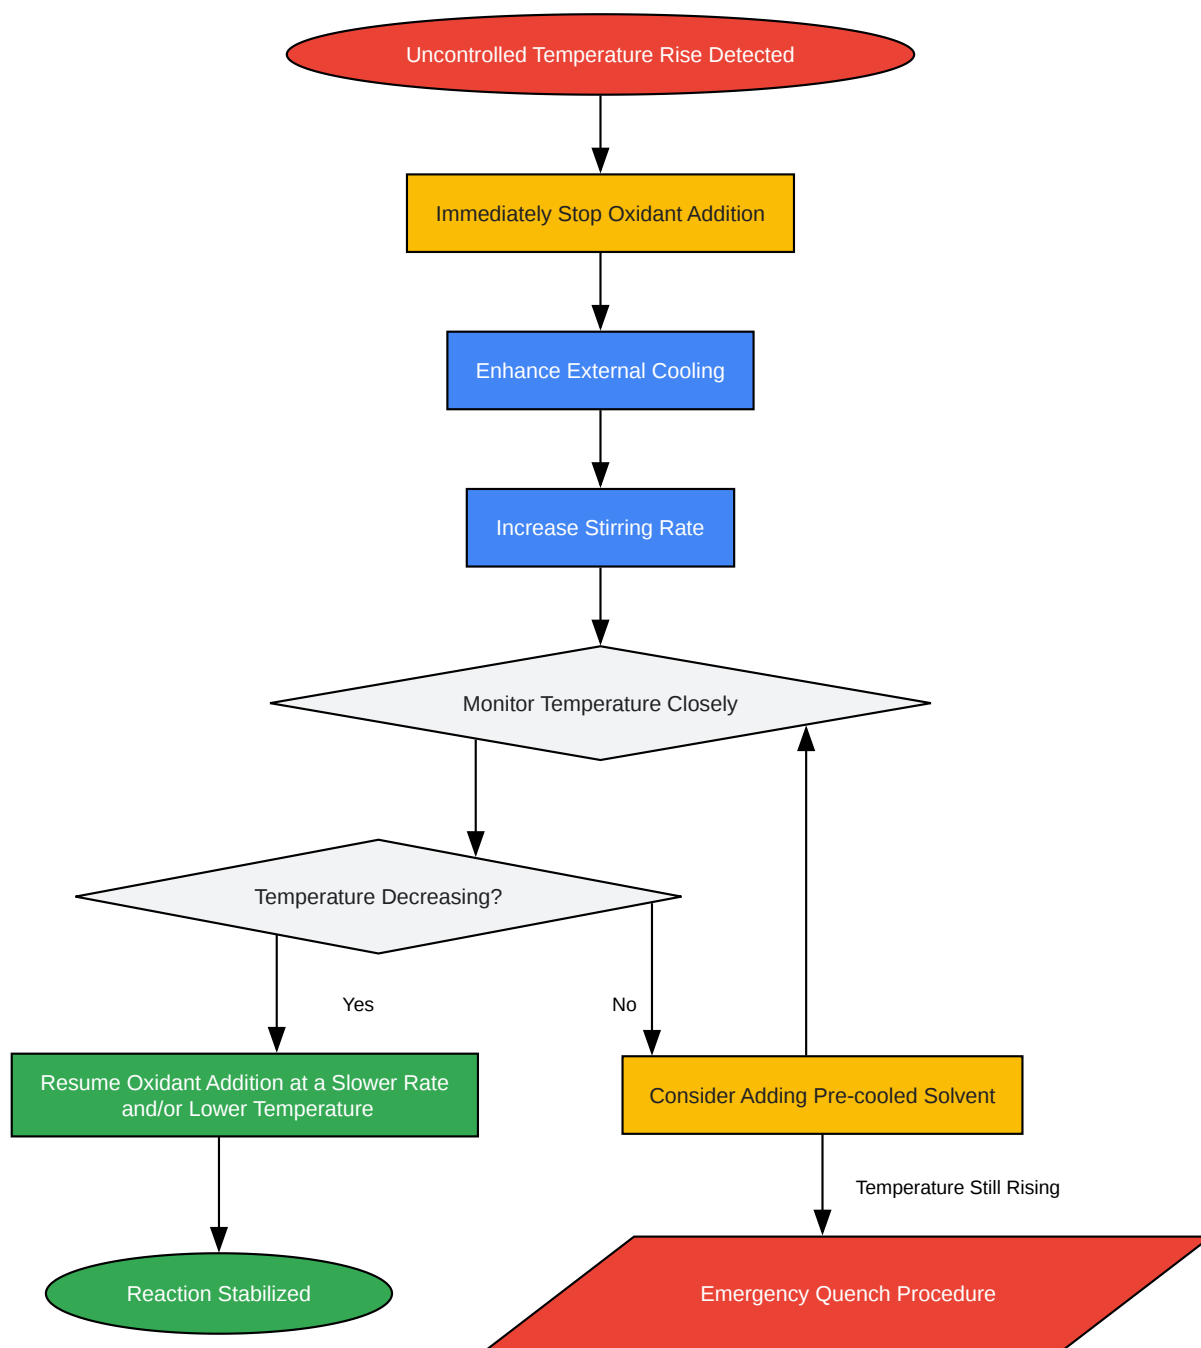 Uncontrolled Temperature Rise Detected
Immediately Stop Oxidant Addition
Enhance External Cooling
Increase Stirring Rate
Monitor Temperature Closely
Temperature Decreasing?
Yes
No
Resume Oxidant Addition at a Slower Rate
and/or Lower Temperature
Consider Adding Pre-cooled Solvent
Temperature Still Rising
Reaction Stabilized
Emergency Quench Procedure